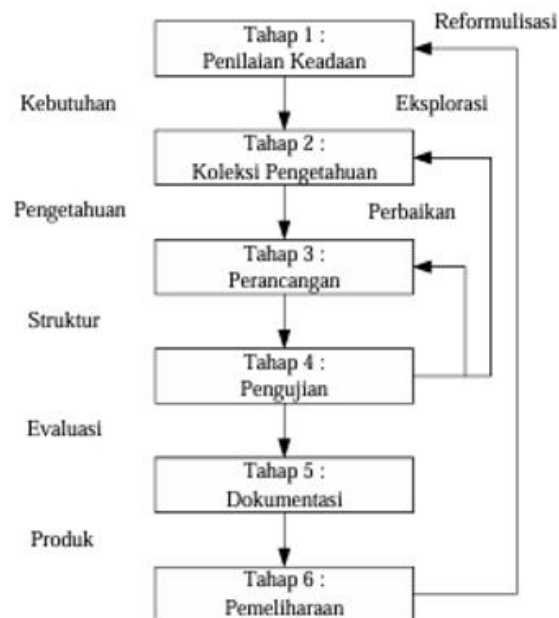 Reformulisasi
Tahap 1 :
Penilaian Keadaan
Kebutuhan
Eksplorasi
Tahap 2 :
Koleksi Pengetahuan
Pengetahuan
Perbaikan
Tahap 3 :
Perancangan
Struktur
Tahap 4 :
Pengujian
Evaluasi
Tahap 5 :
Dokumentasi
Produk
Tahap 6 :
Pemeliharaan